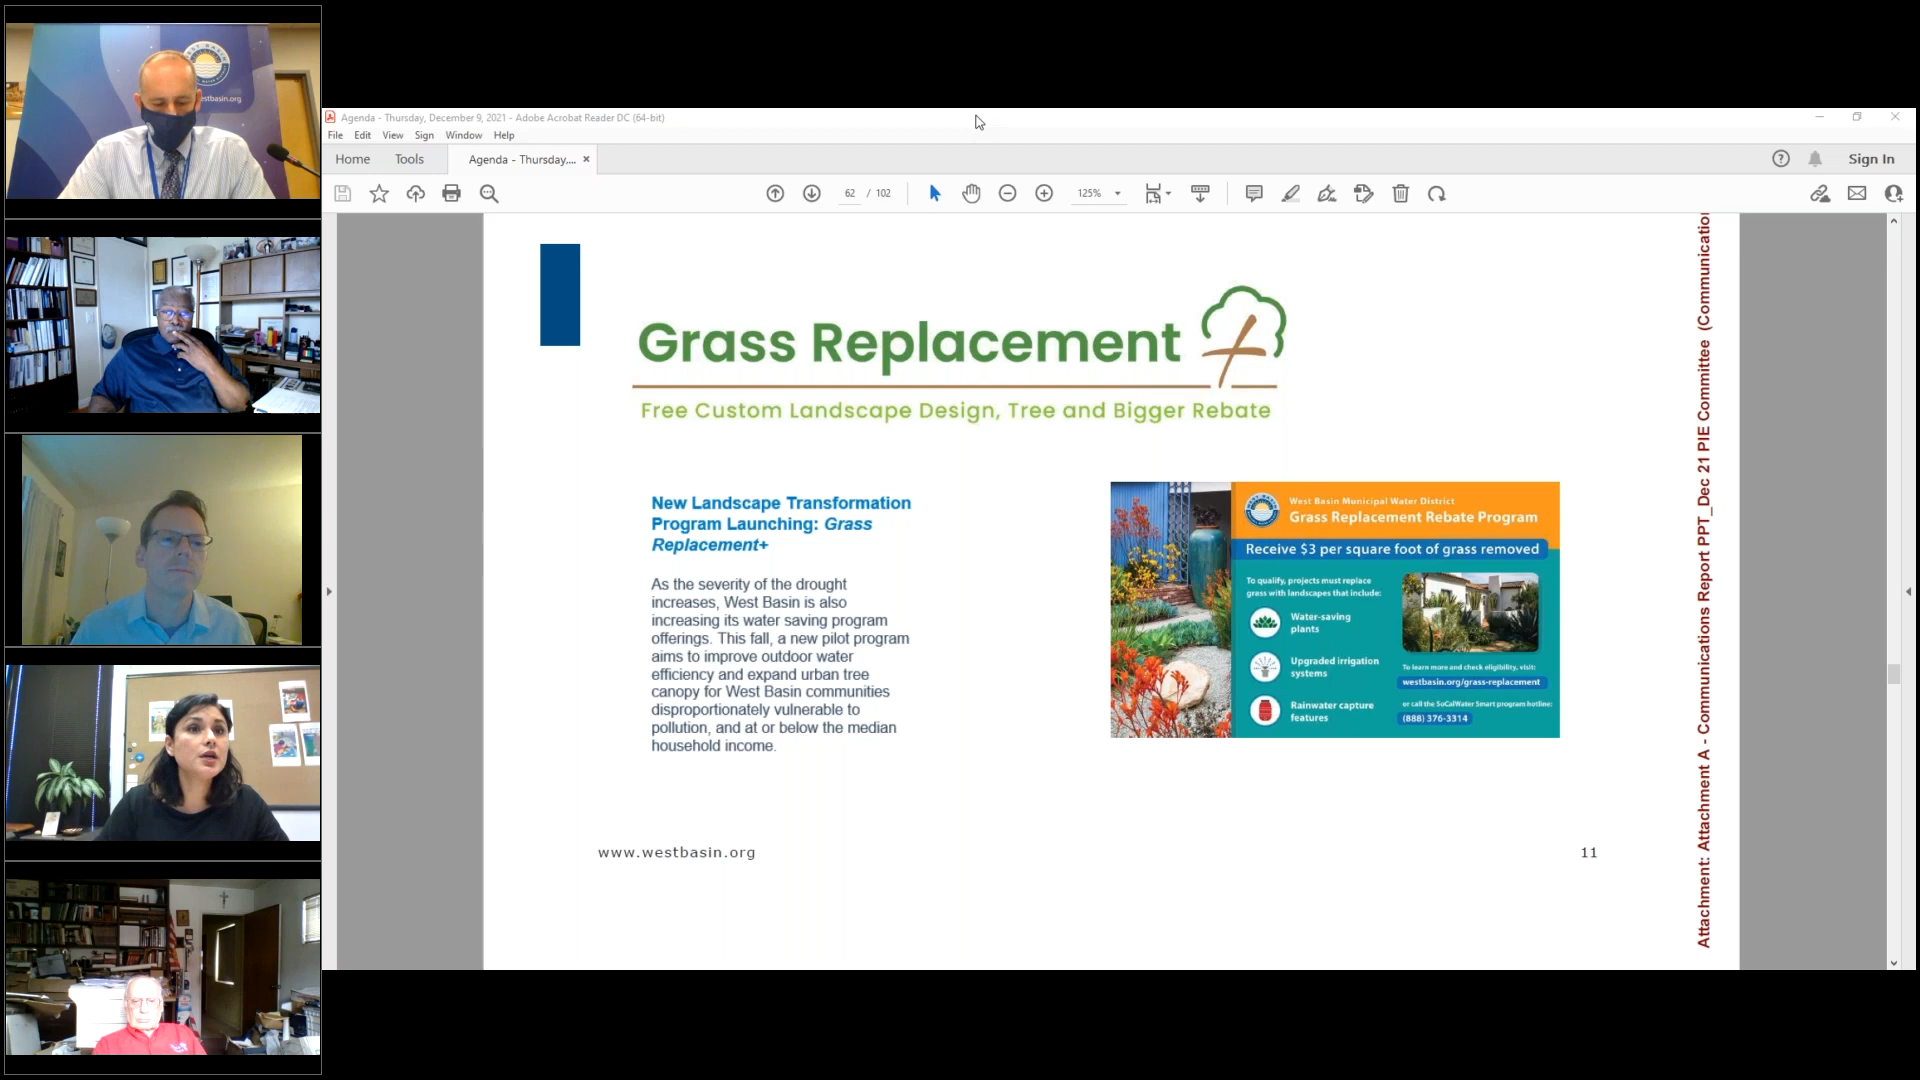 WEST BASIN
westbasin.org
Agenda - Thursday, December 9, 2021 - Adobe Acrobat Reader DC (64-bit)
File Edit View Sign Window Help
Home Tools Agenda - Thursday,... ×
Sign In
62 / 102
125%
Grass Replacement
Free Custom Landscape Design, Tree and Bigger Rebate
New Landscape Transformation
Program Launching: Grass
Replacement+
As the severity of the drought
increases, West Basin is also
increasing its water saving program
offerings. This fall, a new pilot program
aims to improve outdoor water
efficiency and expand urban tree
canopy for West Basin communities
disproportionately vulnerable to
pollution, and at or below the median
household income.
West Basin Municipal Water District
Grass Replacement Rebate Program
Receive $3 per square foot of grass removed
To qualify, projects must replace
grass with landscapes that include:
Water-saving
plants
Upgraded irrigation
systems
Rainwater capture
features
To learn more and check eligibility, visit:
westbasin.org/grass-replacement
or call the SoCalWater Smart program hotline:
(888) 376-3314
www.westbasin.org
11
Attachment: Attachment A - Communications Report PPT_Dec 21 PIE Committee (Communication